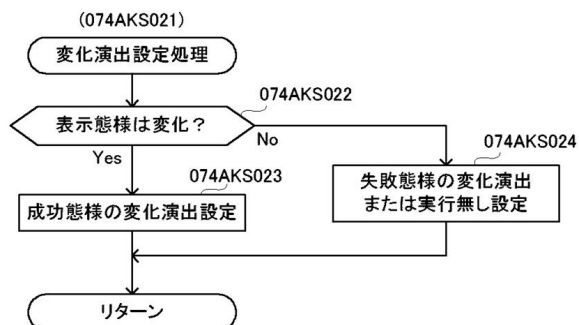 (074AKS021)
変化演出設定処理
074AKS022
表示態様は変化？
No
Yes
074AKS024
074AKS023
失敗態様の変化演出
または実行無し設定
成功態様の変化演出設定
リターン